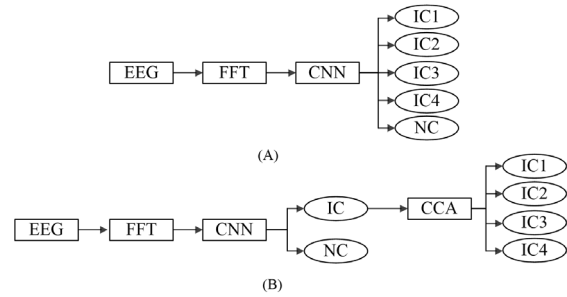 IC1
IC2
EEG FFT CNN IC3
IC4
NC
(A)
IC1
IC CCA IC2
EEG FFT CNN IC3
NC IC4
(B)